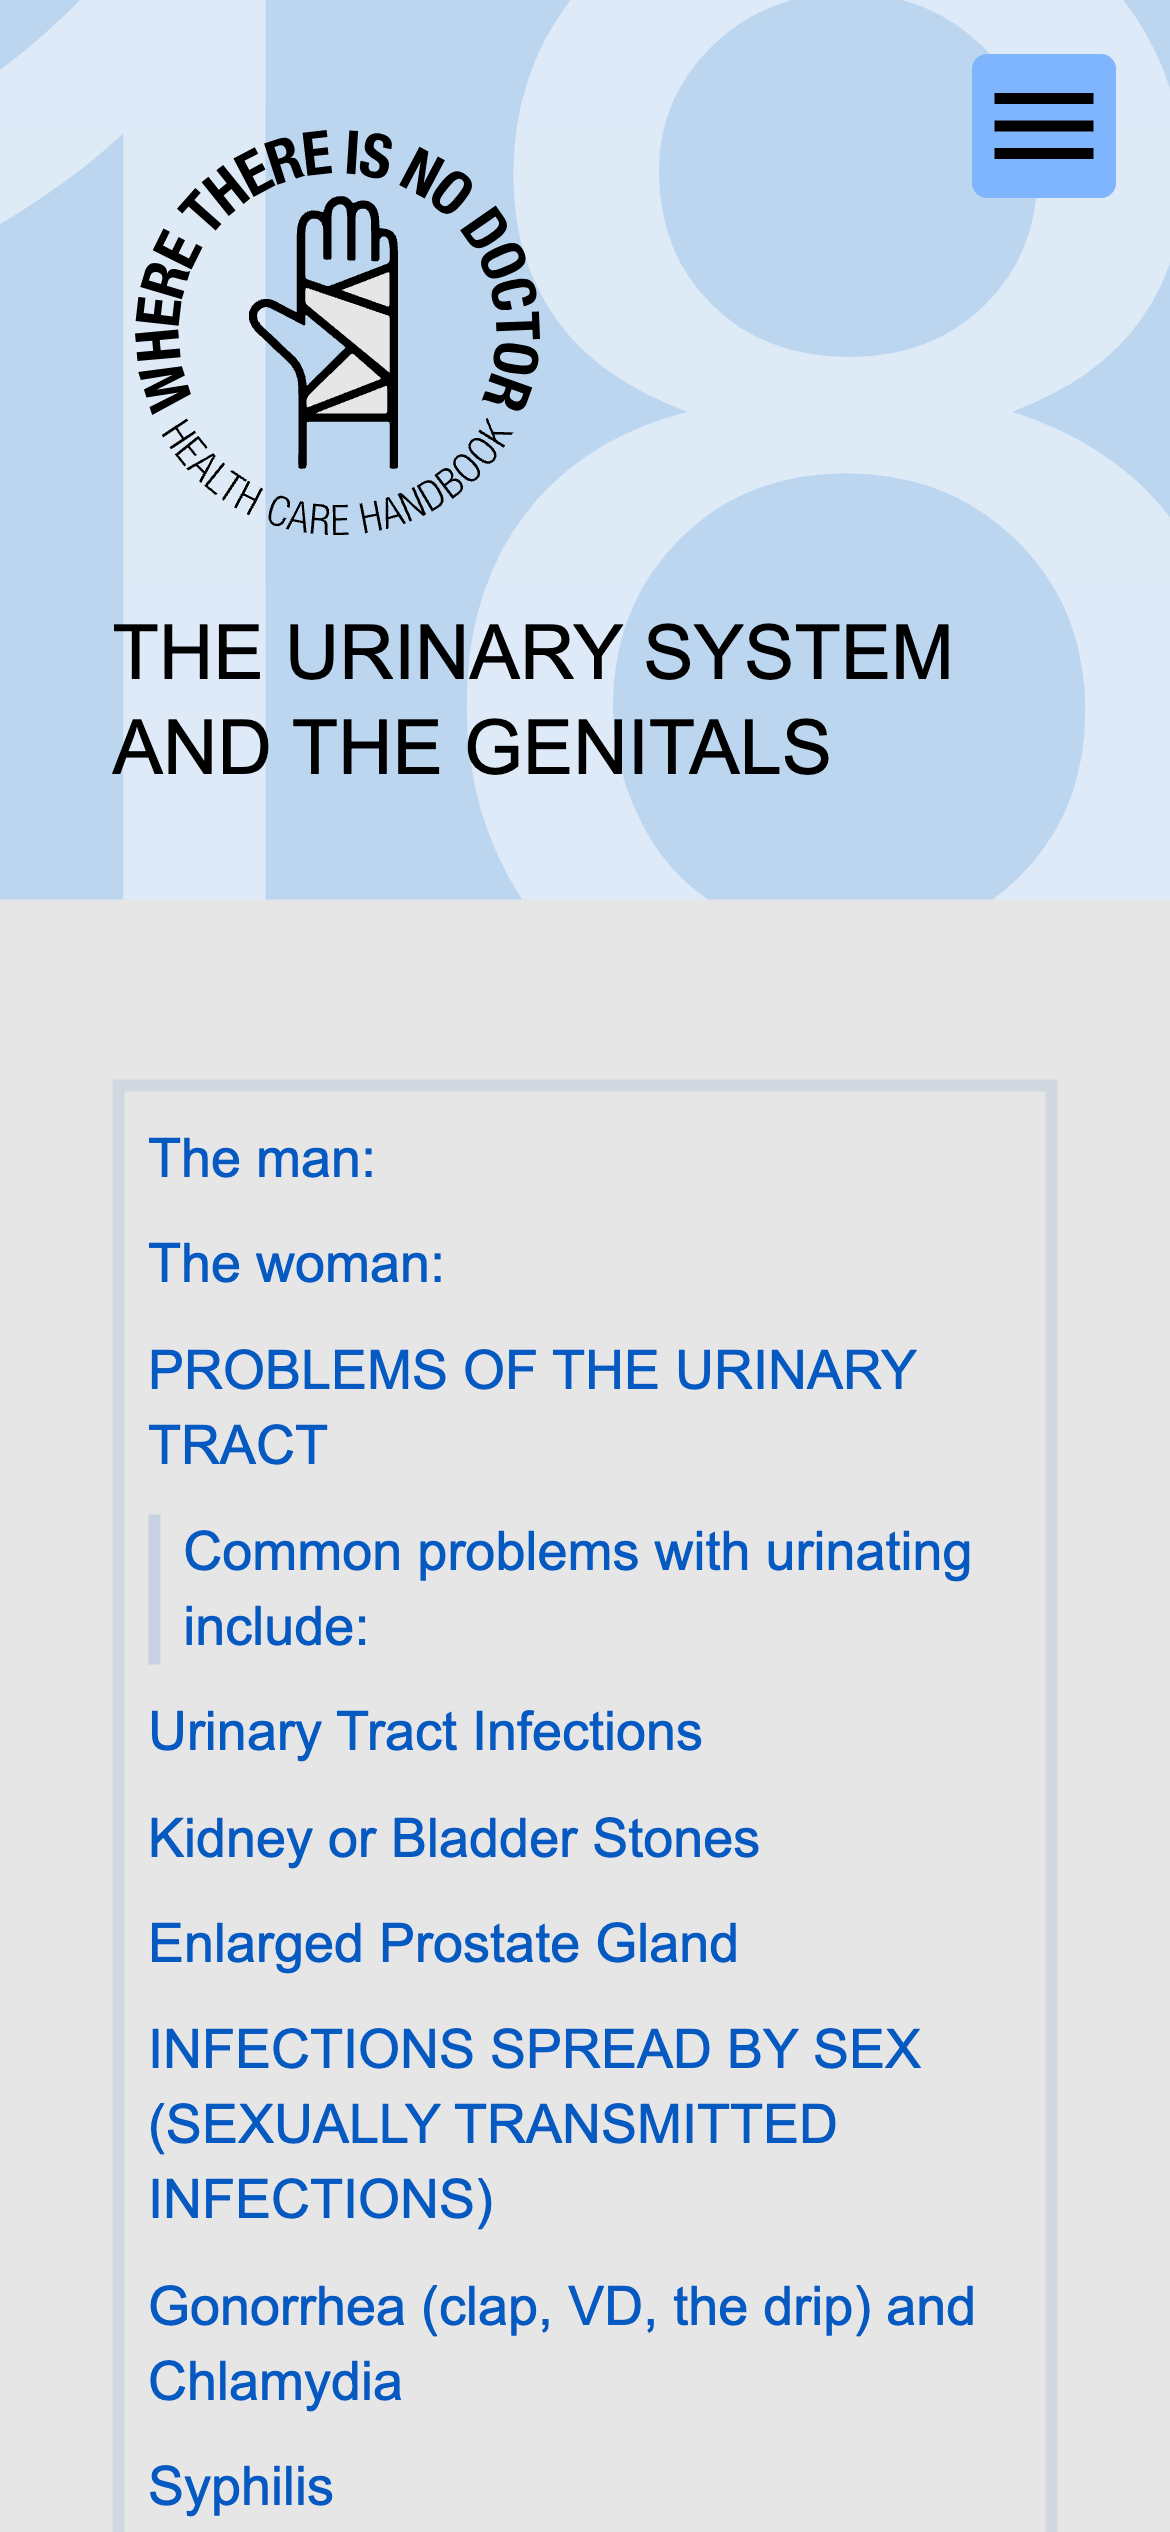 18
WHERE THERE IS NO DOCTOR
HEALTH CARE HANDBOOK
THE URINARY SYSTEM
AND THE GENITALS
The man:
The woman:
PROBLEMS OF THE URINARY
TRACT
Common problems with urinating
include:
Urinary Tract Infections
Kidney or Bladder Stones
Enlarged Prostate Gland
INFECTIONS SPREAD BY SEX
(SEXUALLY TRANSMITTED
INFECTIONS)
Gonorrhea (clap, VD, the drip) and
Chlamydia
Syphilis